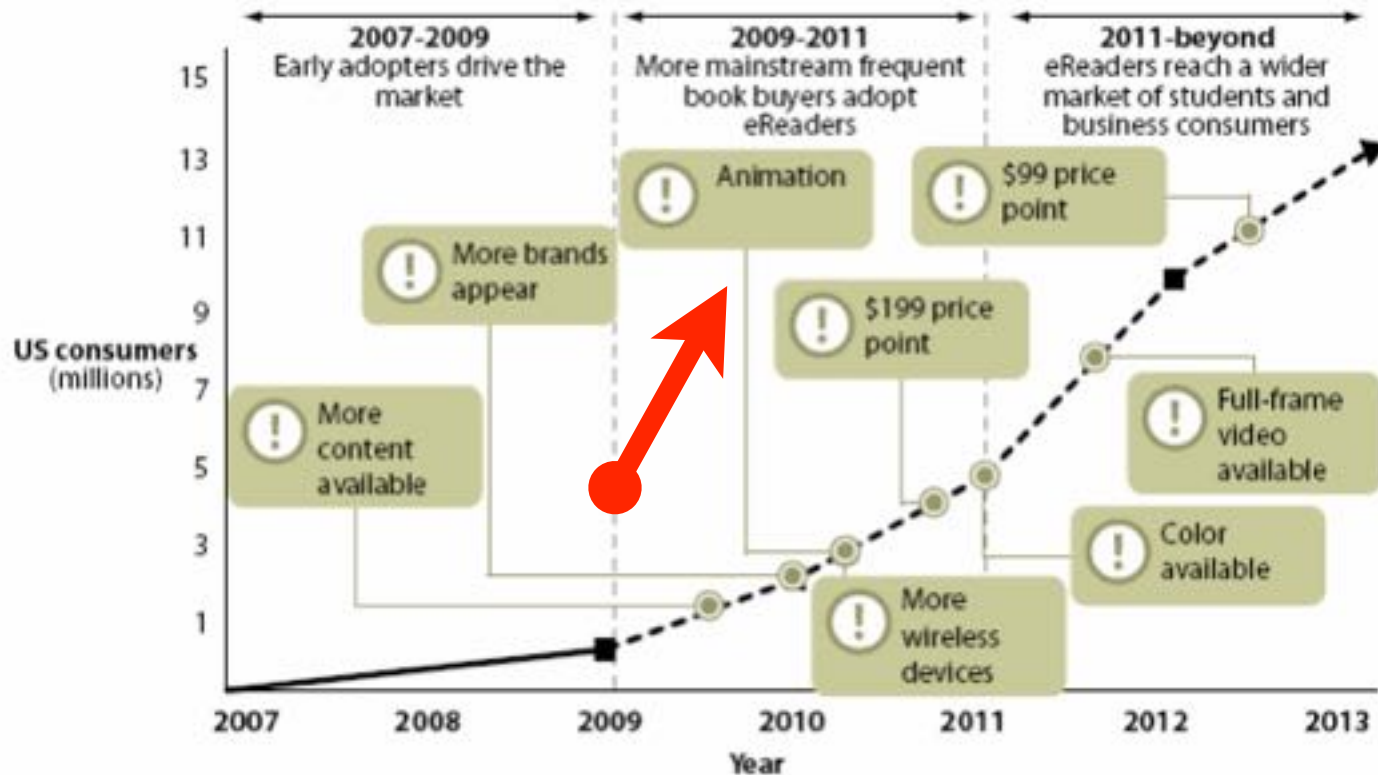 2007-2009
Early adopters drive the
market
2009-2011
More mainstream frequent
book buyers adopt
eReaders
2011-beyond
eReaders reach a wider
market of students and
business consumers
15
13
11
9
7
5
3
1
US consumers
(millions)
! More
content
available
! More brands
appear
! Animation
! $199 price
point
! $99 price
point
! Full-frame
video
available
! Color
available
! More
wireless
devices
2007 2008 2009 2010 2011 2012 2013
Year